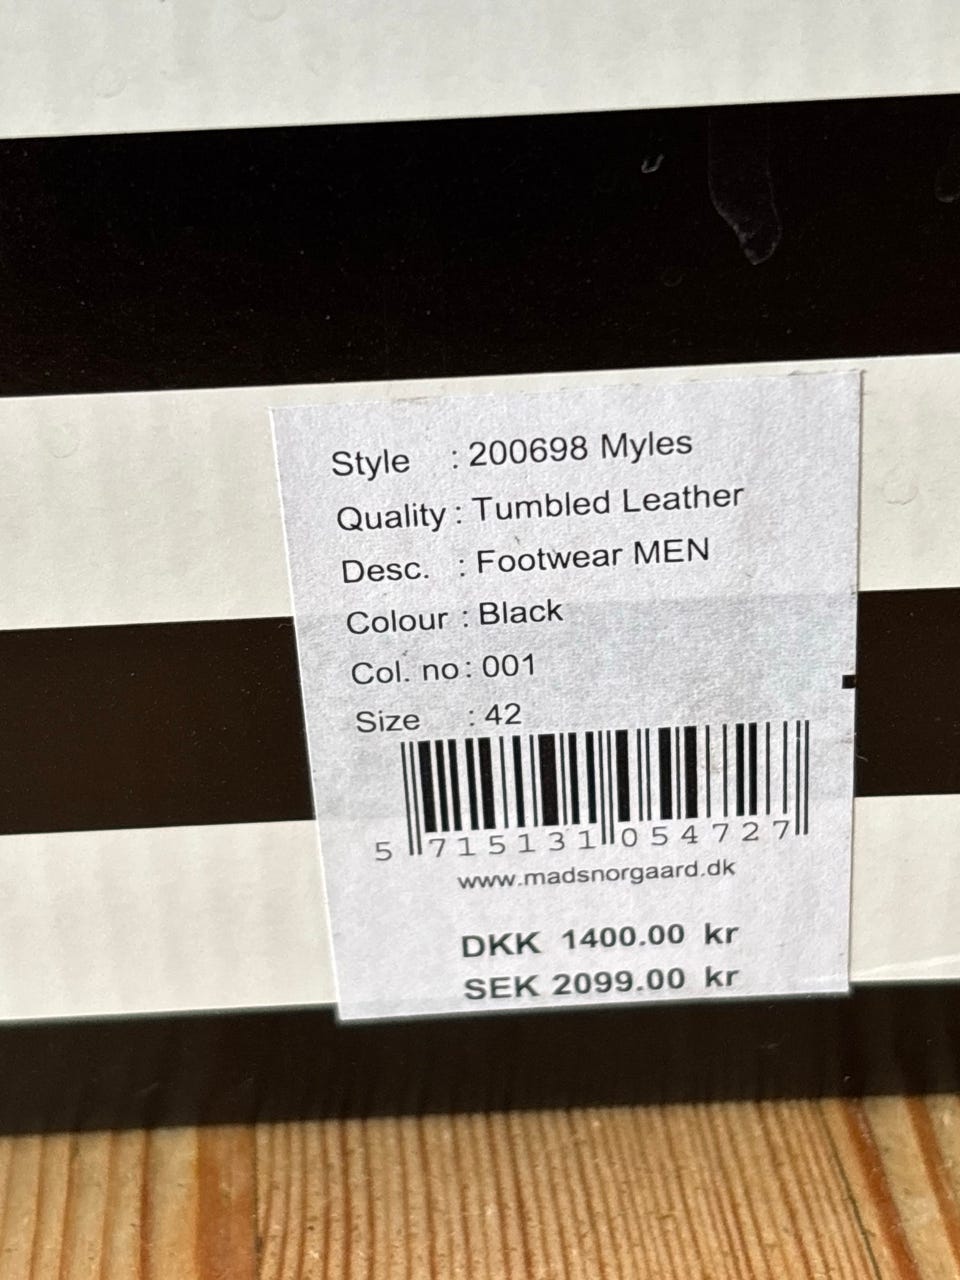 Style : 200698 Myles
Quality : Tumbled Leather
Desc. : Footwear MEN
Colour : Black
Col. no : 001
Size : 42
5 715131 054727
www.madsnorgaard.dk
DKK 1400.00 kr
SEK 2099.00 kr